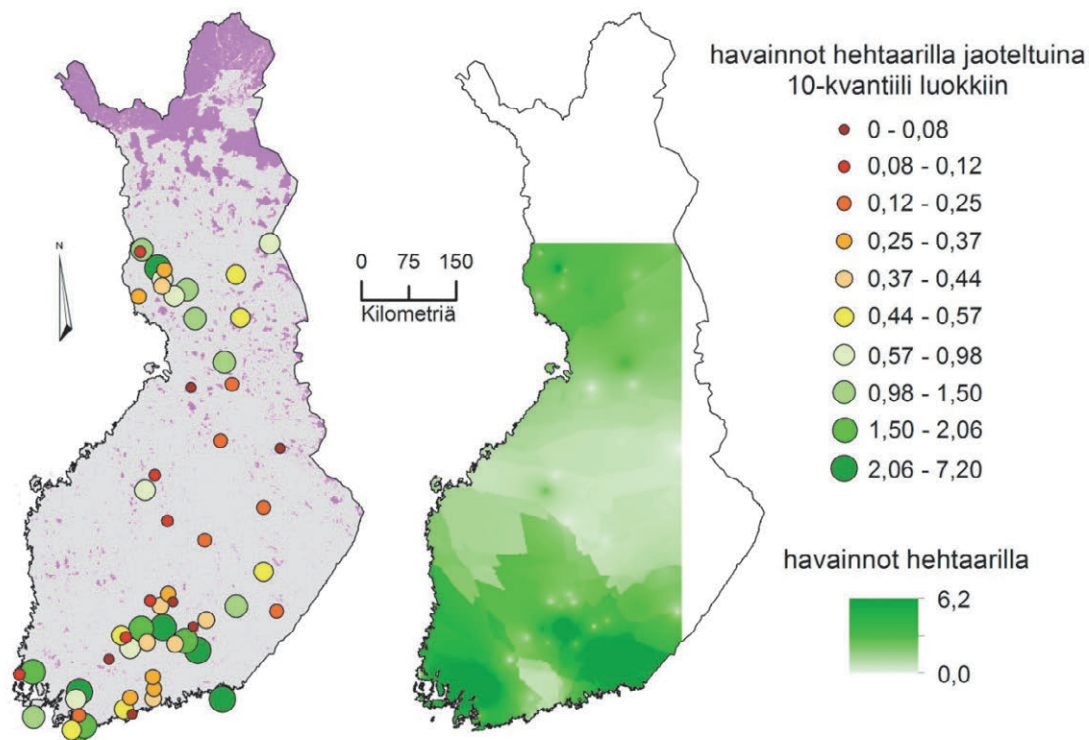 havainnot hehtaarilla jaoteltuina
10-kvantiili luokkiin
0 - 0,08
0,08 - 0,12
0,12 - 0,25
0,25 - 0,37
0,37 - 0,44
0,44 - 0,57
0,57 - 0,98
0,98 - 1,50
1,50 - 2,06
2,06 - 7,20
N
0 75 150
Kilometriä
havainnot hehtaarilla
6,2
0,0